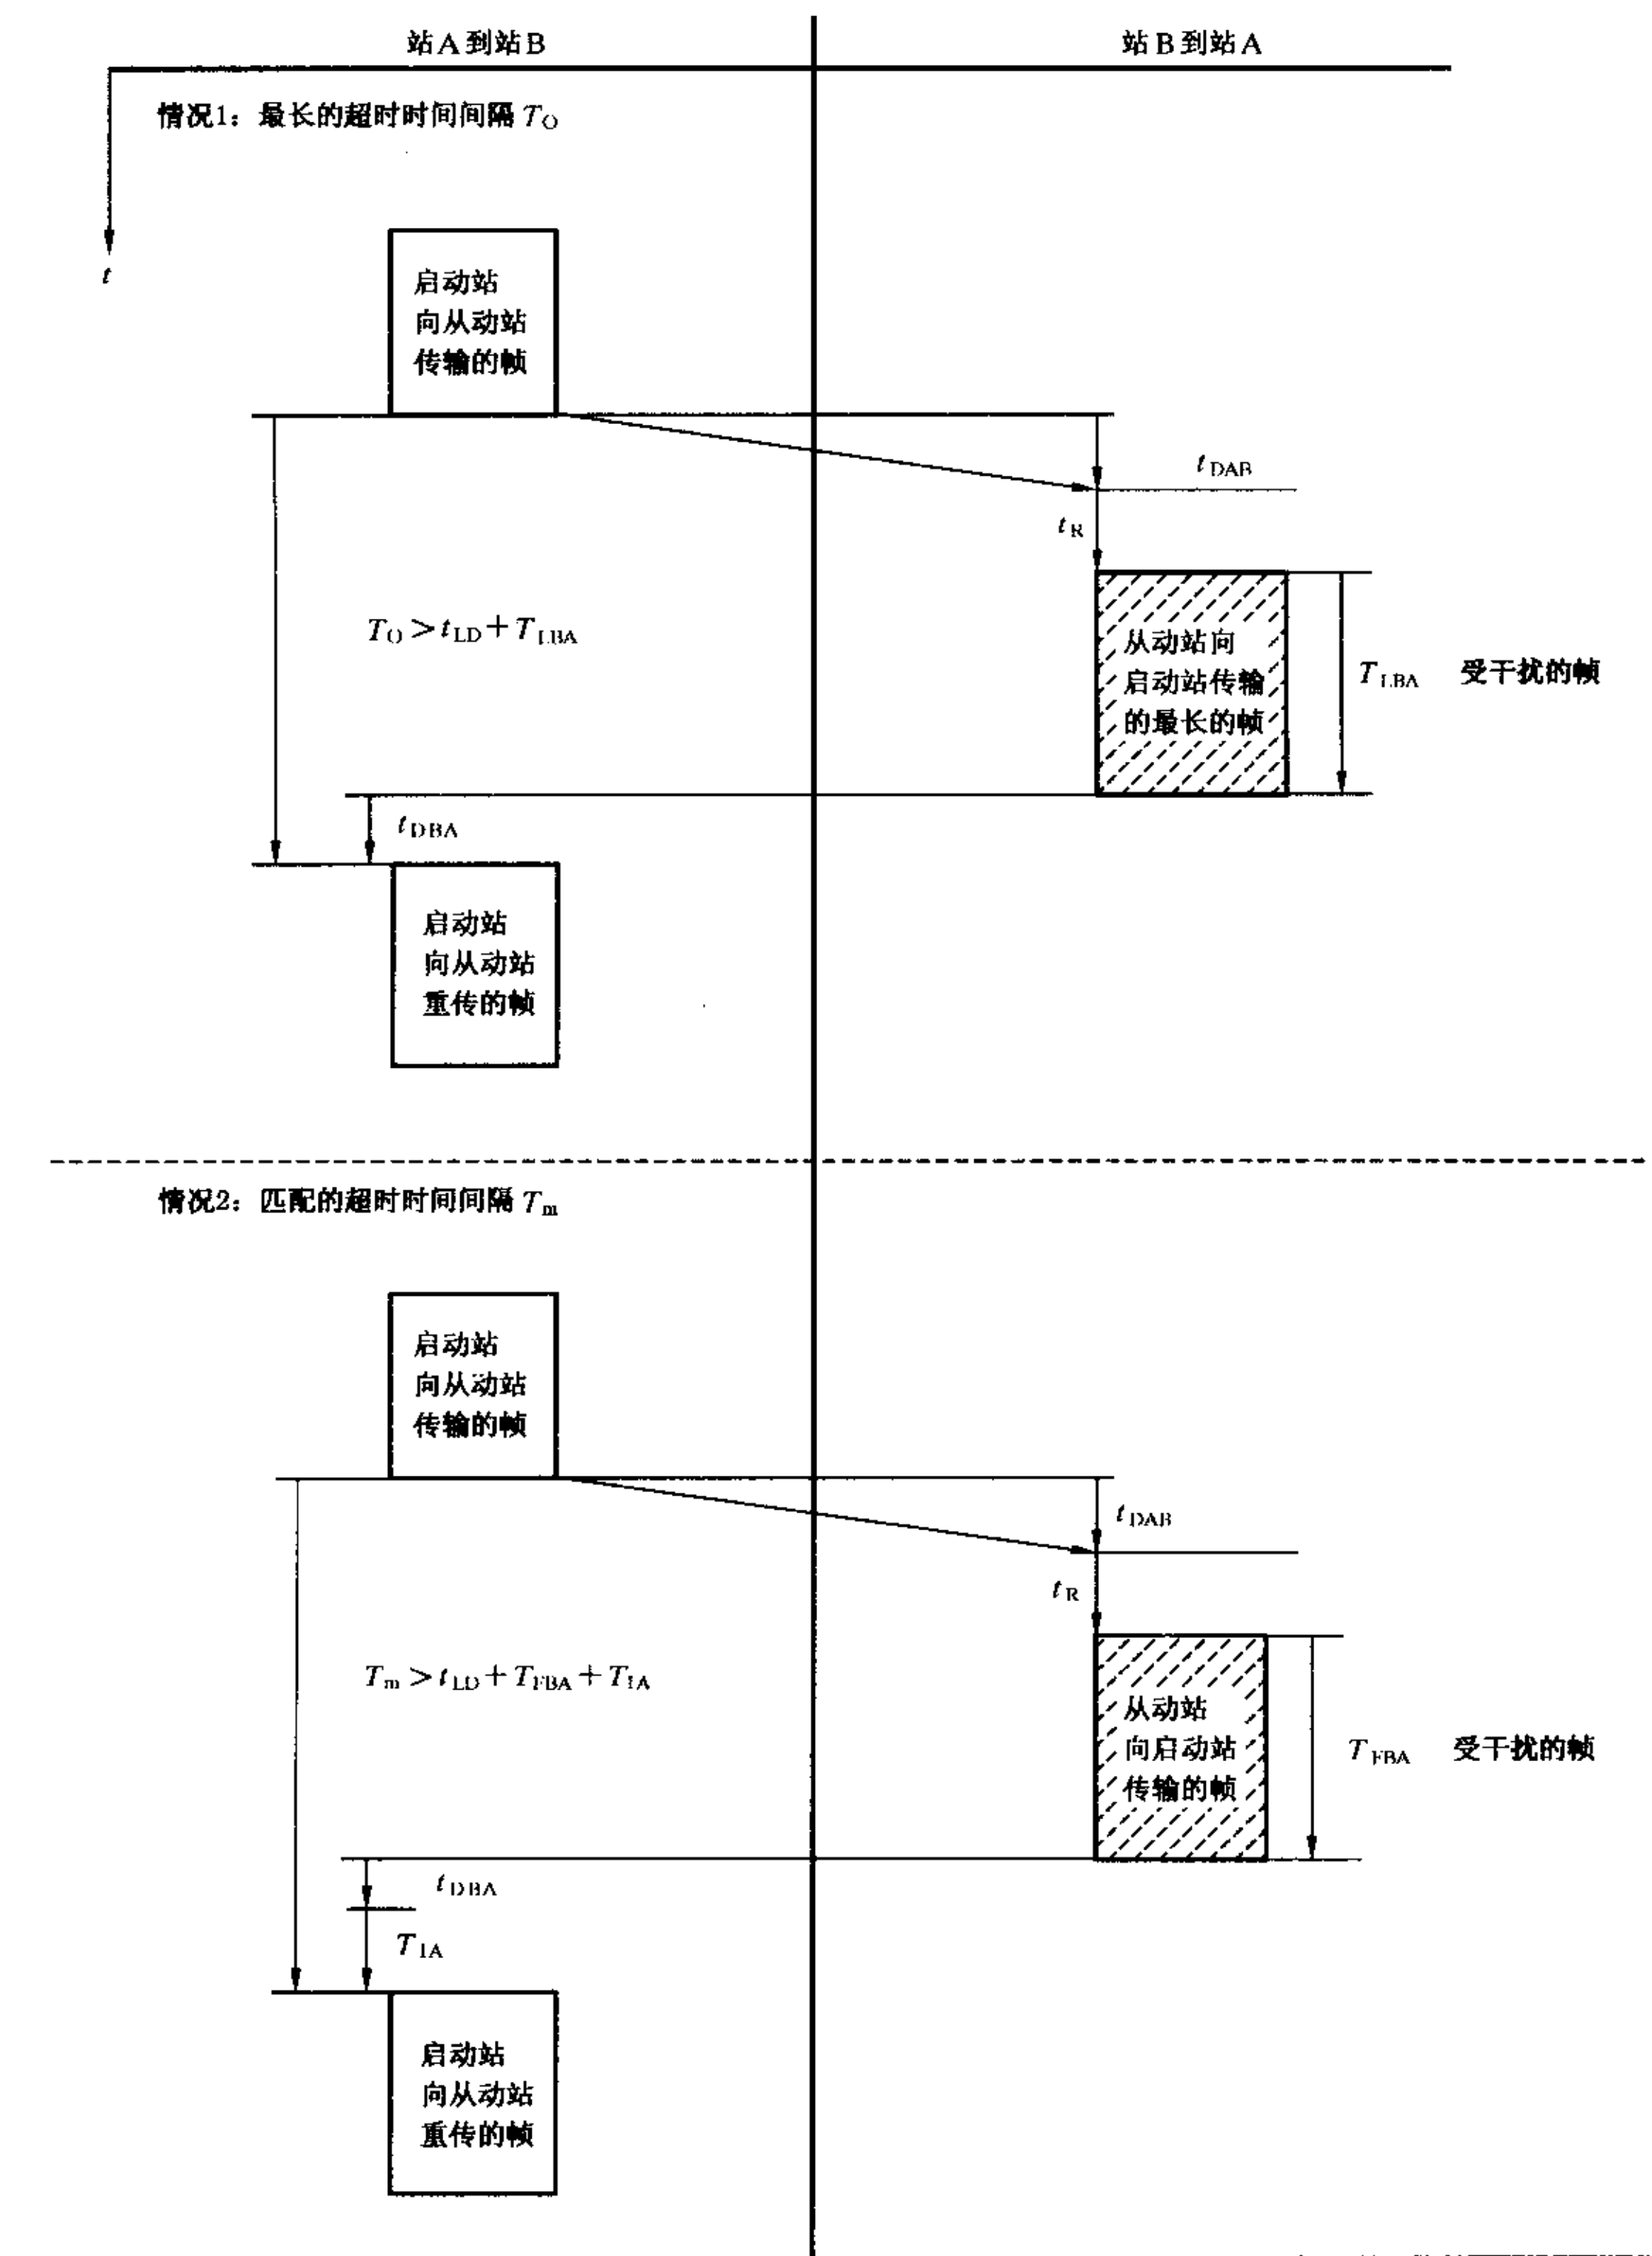 站A到站B
站B到站A
情况1：最长的超时时间间隔 T_O
t
启动站
向从动站
传输的帧
t_DAB
t_R
T_O > t_LD + T_LBA
从动站向
启动站传输
的最长的帧
T_LBA 受干扰的帧
t_DBA
启动站
向从动站
重传的帧
情况2：匹配的超时时间间隔 T_m
启动站
向从动站
传输的帧
t_DAB
t_R
T_m > t_LD + T_FBA + T_IA
从动站
向启动站
传输的帧
T_FBA 受干扰的帧
t_DBA
T_IA
启动站
向从动站
重传的帧